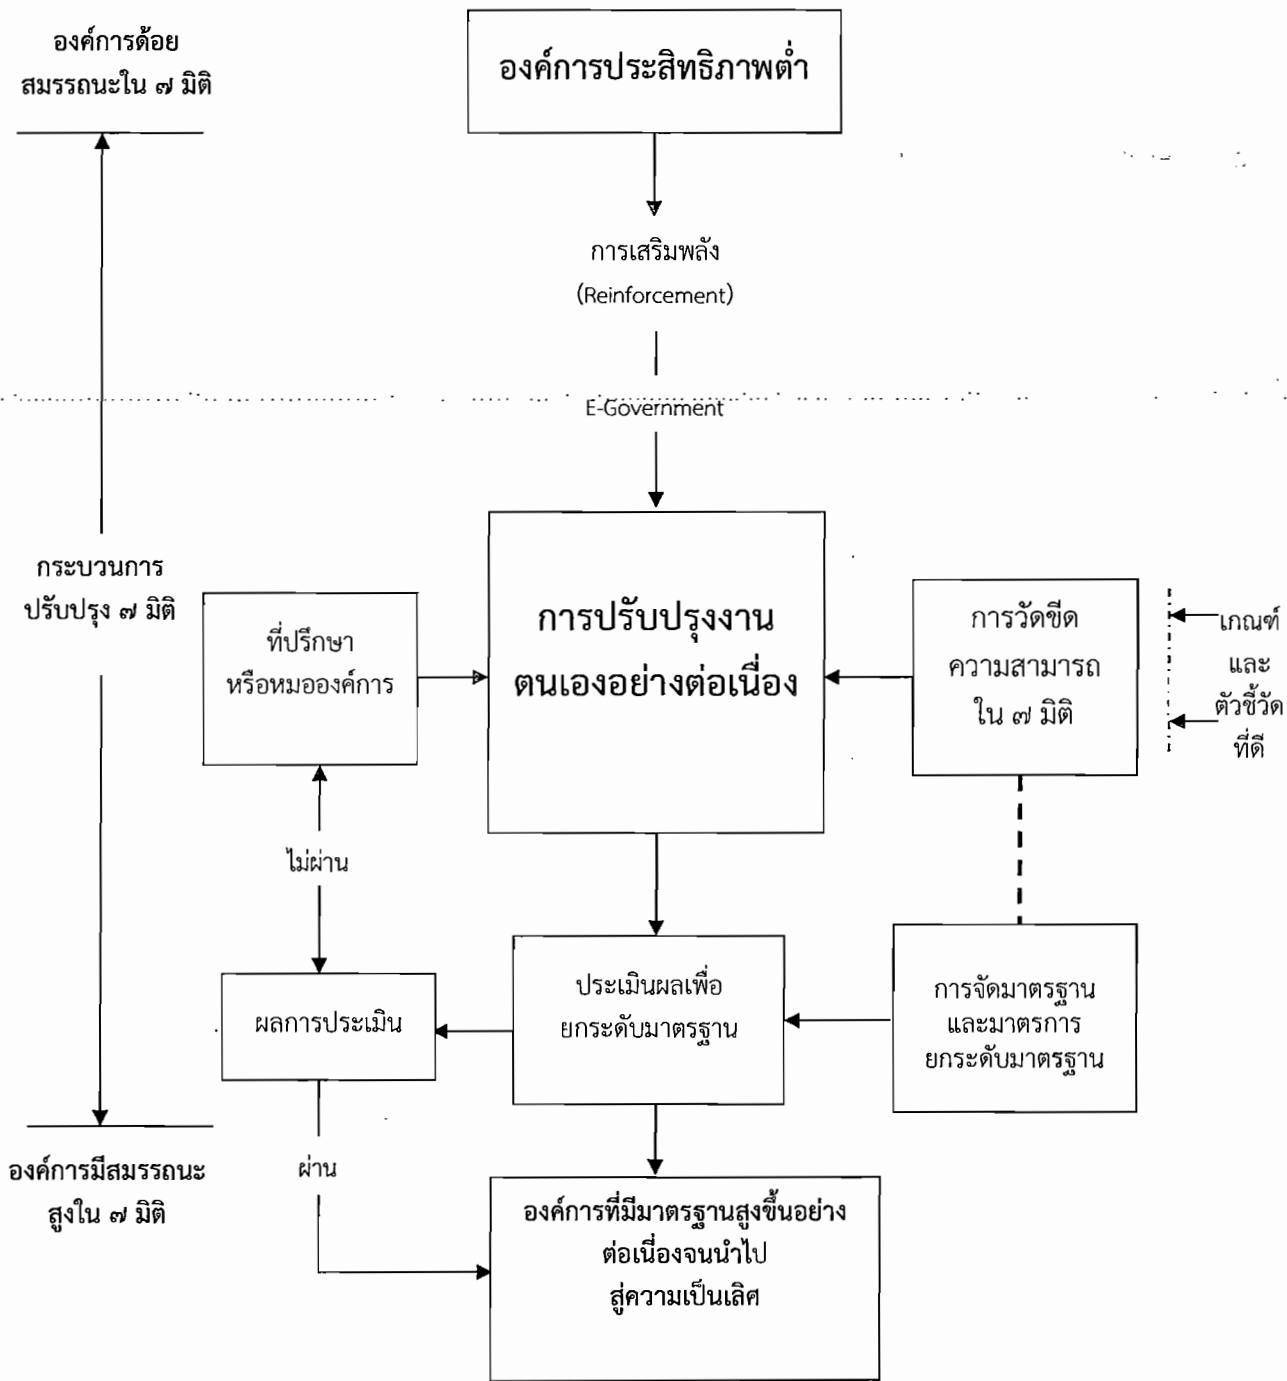 องค์การด้อย
สมรรถนะใน ๗ มิติ
องค์การประสิทธิภาพต่ำ
การเสริมพลัง
(Reinforcement)
E-Government
กระบวนการ
ปรับปรุง ๗ มิติ
ที่ปรึกษา
หรือหมอองค์การ
การปรับปรุงงาน
ตนเองอย่างต่อเนื่อง
การวัดขีด
ความสามารถ
ใน ๗ มิติ
เกณฑ์
และ
ตัวชี้วัด
ที่ดี
ไม่ผ่าน
ผลการประเมิน
ประเมินผลเพื่อ
ยกระดับมาตรฐาน
การจัดมาตรฐาน
และมาตรการ
ยกระดับมาตรฐาน
องค์การมีสมรรถนะ
สูงใน ๗ มิติ
ผ่าน
องค์การที่มีมาตรฐานสูงขึ้นอย่าง
ต่อเนื่องจนนำไป
สู่ความเป็นเลิศ